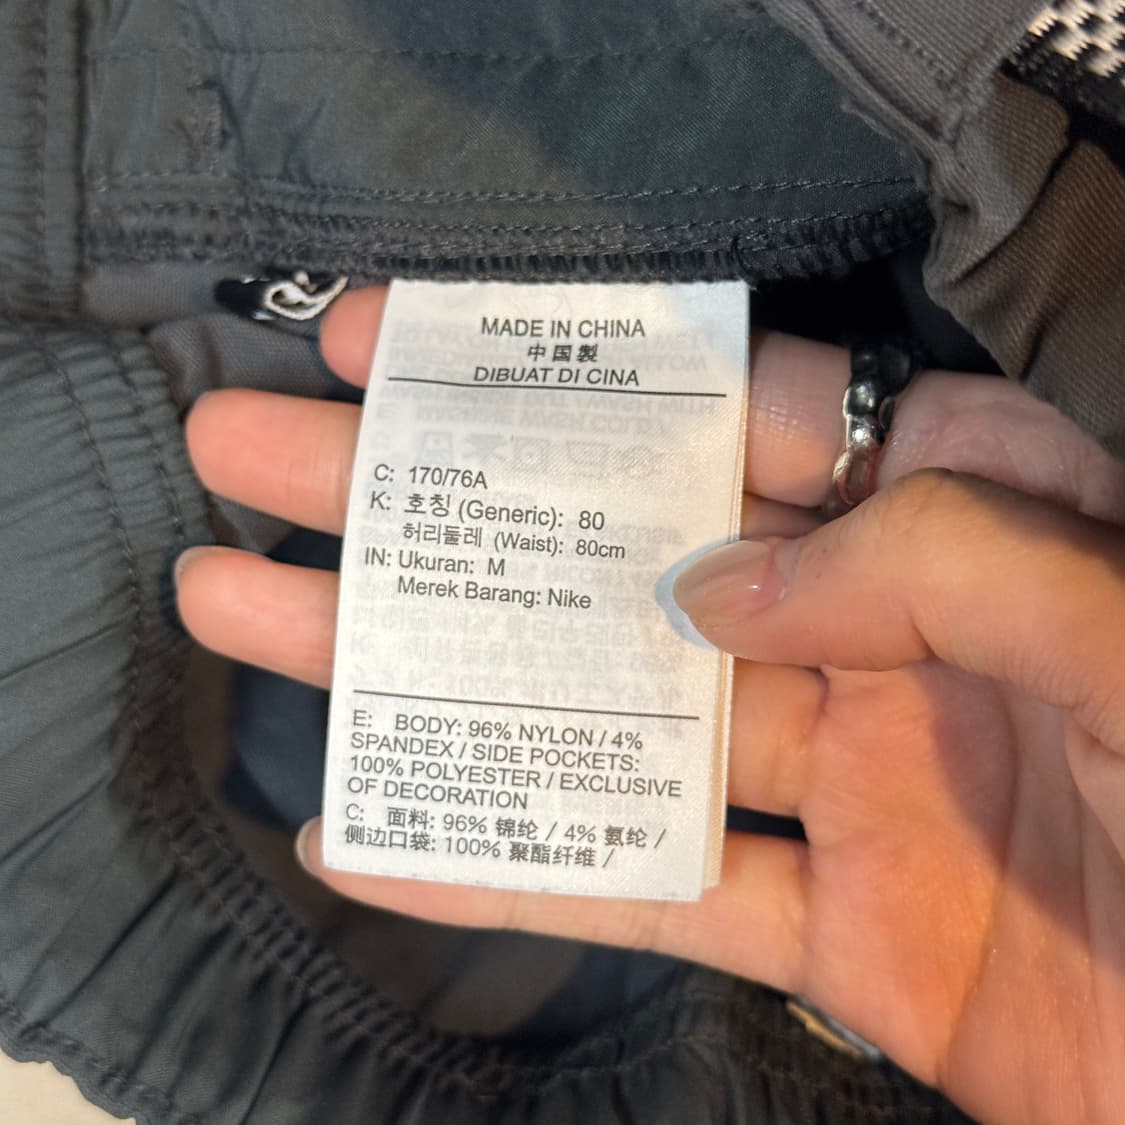 MADE IN CHINA
中国製
DIBUAT DI CINA
C: 170/76A
K: 호칭 (Generic): 80
허리둘레 (Waist): 80cm
IN: Ukuran: M
Merek Barang: Nike
E: BODY: 96% NYLON / 4%
SPANDEX / SIDE POCKETS:
100% POLYESTER / EXCLUSIVE
OF DECORATION
C: 面料: 96% 锦纶 / 4% 氨纶 /
侧边口袋: 100% 聚酯纤维 /